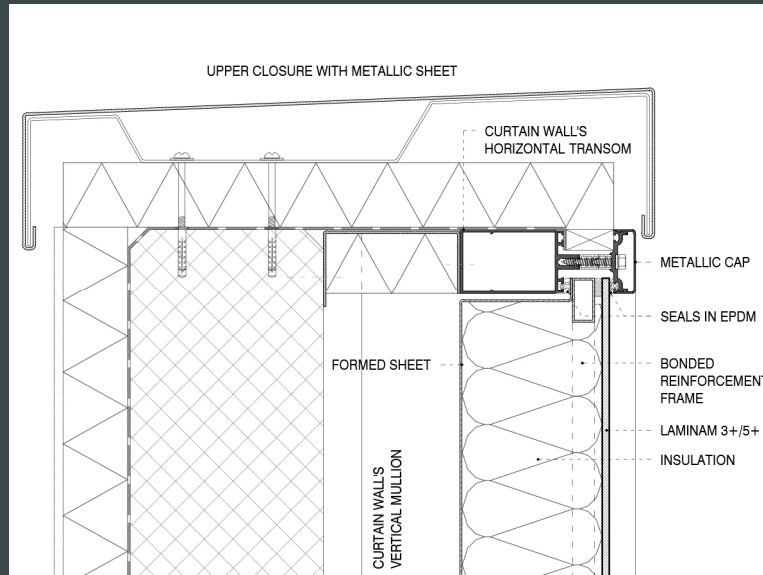 UPPER CLOSURE WITH METALLIC SHEET
CURTAIN WALL'S
HORIZONTAL TRANSOM
METALLIC CAP
SEALS IN EPDM
FORMED SHEET
BONDED
REINFORCEMENT
FRAME
LAMINAM 3+/5+
INSULATION
CURTAIN WALL'S
VERTICAL MULLION